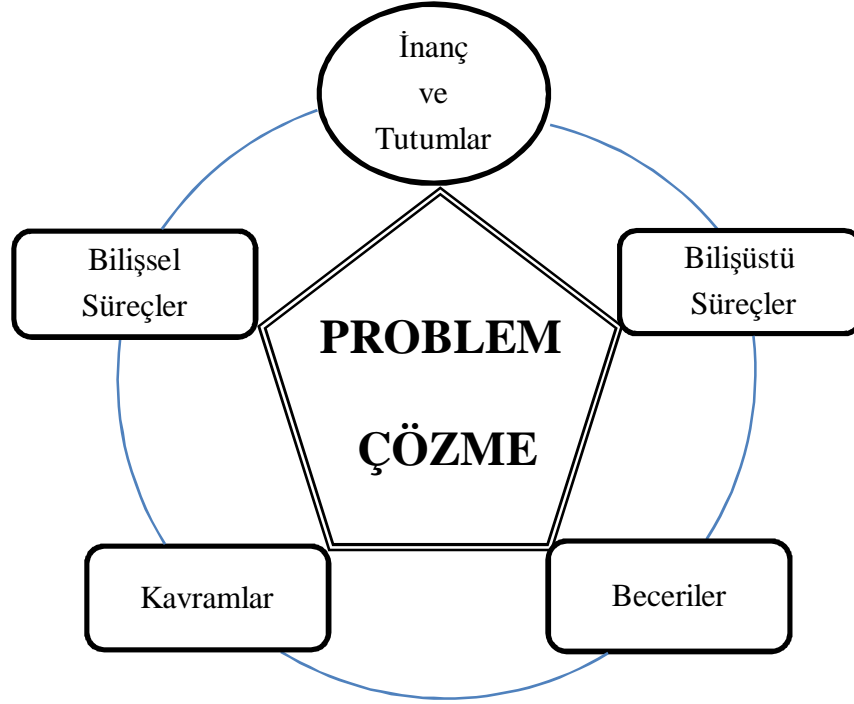 İnanç
ve
Tutumlar
Bilişsel
Süreçler
Bilişüstü
Süreçler
PROBLEM
ÇÖZME
Kavramlar
Beceriler